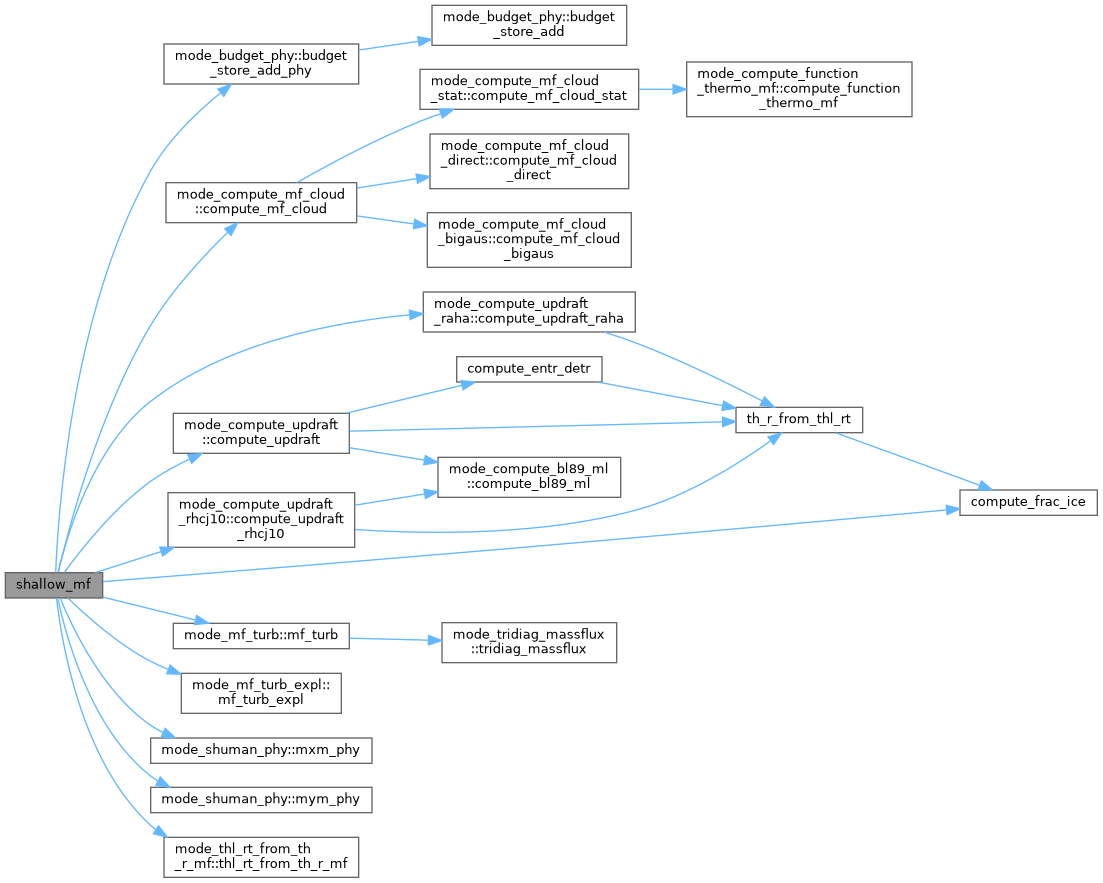 mode_budget_phy::budget
_store_add
mode_budget_phy::budget
_store_add_phy
mode_compute_mf_cloud
_stat::compute_mf_cloud_stat
mode_compute_function
_thermo_mf::compute_function
_thermo_mf
mode_compute_mf_cloud
_direct::compute_mf_cloud
_direct
mode_compute_mf_cloud
::compute_mf_cloud
mode_compute_mf_cloud
_bigaus::compute_mf_cloud
_bigaus
mode_compute_updraft
_raha::compute_updraft_raha
compute_entr_detr
th_r_from_thl_rt
mode_compute_updraft
::compute_updraft
mode_compute_bl89_ml
::compute_bl89_ml
compute_frac_ice
mode_compute_updraft
_rhcj10::compute_updraft
_rhcj10
shallow_mf
mode_mf_turb::mf_turb
mode_tridiag_massflux
::tridiag_massflux
mode_mf_turb_expl::
mf_turb_expl
mode_shuman_phy::mxm_phy
mode_shuman_phy::mym_phy
mode_thl_rt_from_th
_r_mf::thl_rt_from_th_r_mf